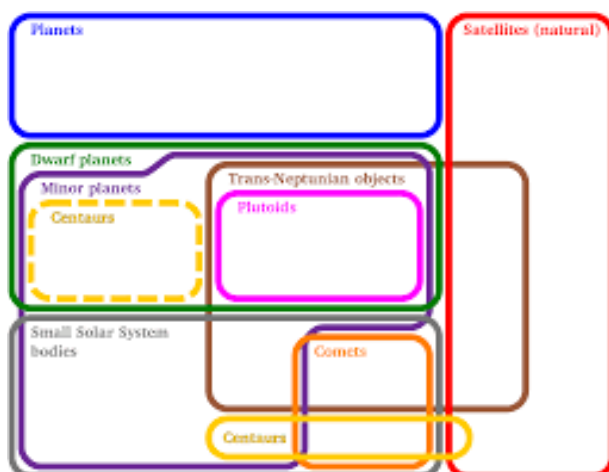 Planets
Satellites (natural)
Dwarf planets
Minor planets
Trans-Neptunian objects
Centaurs
Plutoids
Small Solar System
bodies
Comets
Centaurs